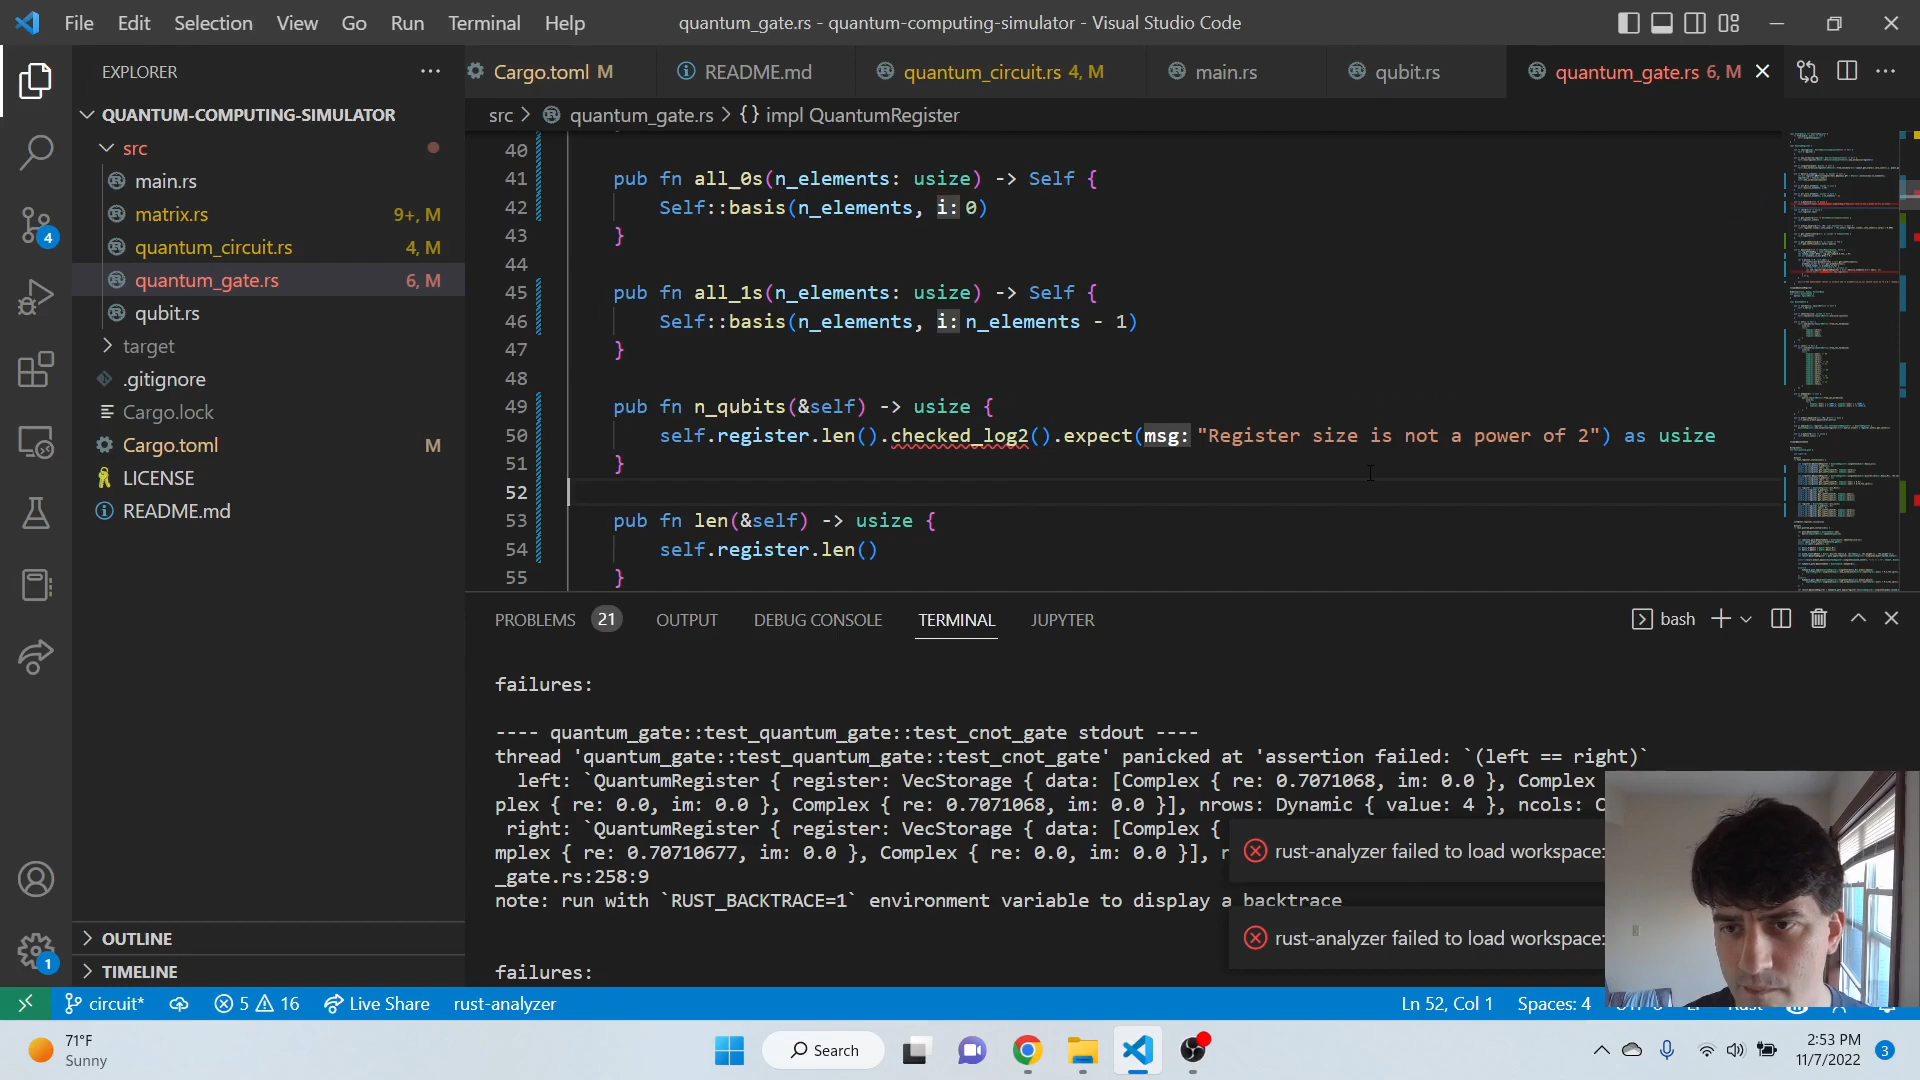 File Edit Selection View Go Run Terminal Help
quantum_gate.rs - quantum-computing-simulator - Visual Studio Code
EXPLORER
QUANTUM-COMPUTING-SIMULATOR
src
main.rs
matrix.rs 9+, M
quantum_circuit.rs 4, M
quantum_gate.rs 6, M
qubit.rs
target
.gitignore
Cargo.lock
Cargo.toml M
LICENSE
README.md
OUTLINE
TIMELINE
4
1
Cargo.toml M README.md quantum_circuit.rs 4, M main.rs qubit.rs quantum_gate.rs 6, M
src > quantum_gate.rs > {} impl QuantumRegister
40
41 pub fn all_0s(n_elements: usize) -> Self {
42 Self::basis(n_elements, i: 0)
43 }
44
45 pub fn all_1s(n_elements: usize) -> Self {
46 Self::basis(n_elements, i: n_elements - 1)
47 }
48
49 pub fn n_qubits(&self) -> usize {
50 self.register.len().checked_log2().expect(msg: "Register size is not a power of 2") as usize
51 }
52
53 pub fn len(&self) -> usize {
54 self.register.len()
55 }
PROBLEMS 21 OUTPUT DEBUG CONSOLE TERMINAL JUPYTER
bash
failures:
---- quantum_gate::test_quantum_gate::test_cnot_gate stdout ----
thread 'quantum_gate::test_quantum_gate::test_cnot_gate' panicked at 'assertion failed: `(left == right)`
left: `QuantumRegister { register: VecStorage { data: [Complex { re: 0.7071068, im: 0.0 }, Complex
plex { re: 0.0, im: 0.0 }, Complex { re: 0.7071068, im: 0.0 }], nrows: Dynamic { value: 4 }, ncols: C
right: `QuantumRegister { register: VecStorage { data: [Complex {
mplex { re: 0.70710677, im: 0.0 }, Complex { re: 0.0, im: 0.0 }],
_gate.rs:258:9
note: run with `RUST_BACKTRACE=1` environment variable to display a backtrace
failures:
rust-analyzer failed to load workspace:
rust-analyzer failed to load workspace:
circuit* 5 16 Live Share rust-analyzer
Ln 52, Col 1 Spaces: 4
71°F
Sunny
Search
2:53 PM
11/7/2022
3